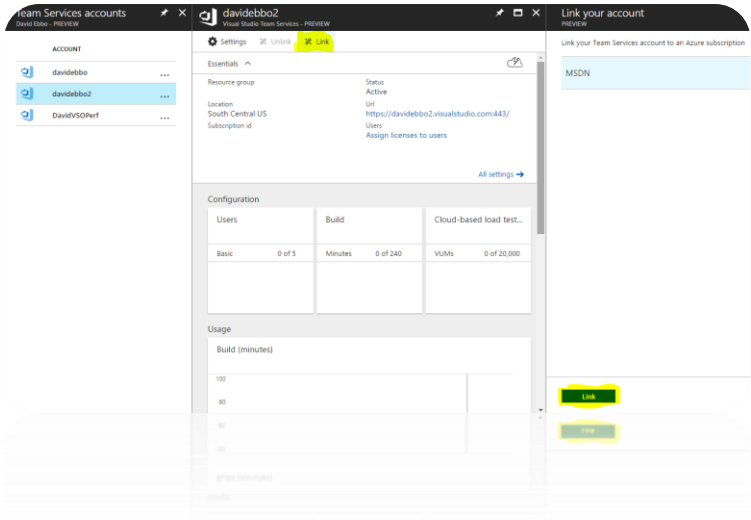 Team Services accounts
David Ebbo - PREVIEW
ACCOUNT
davidebbo
...
davidebbo2
...
DavidVSOPerf
...
davidebbo2
Visual Studio Team Services - PREVIEW
Settings Unlink Link
Essentials
Resource group
Status
Active
Location
South Central US
Url
https://davidebbo2.visualstudio.com:443/
Subscription id
Users
Assign licenses to users
All settings →
Configuration
Users
Basic 0 of 5
Build
Minutes 0 of 240
Cloud-based load test...
VUMs 0 of 20,000
Usage
Build (minutes)
100
80
Link your account
PREVIEW
Link your Team Services account to an Azure subscription
MSDN
Link